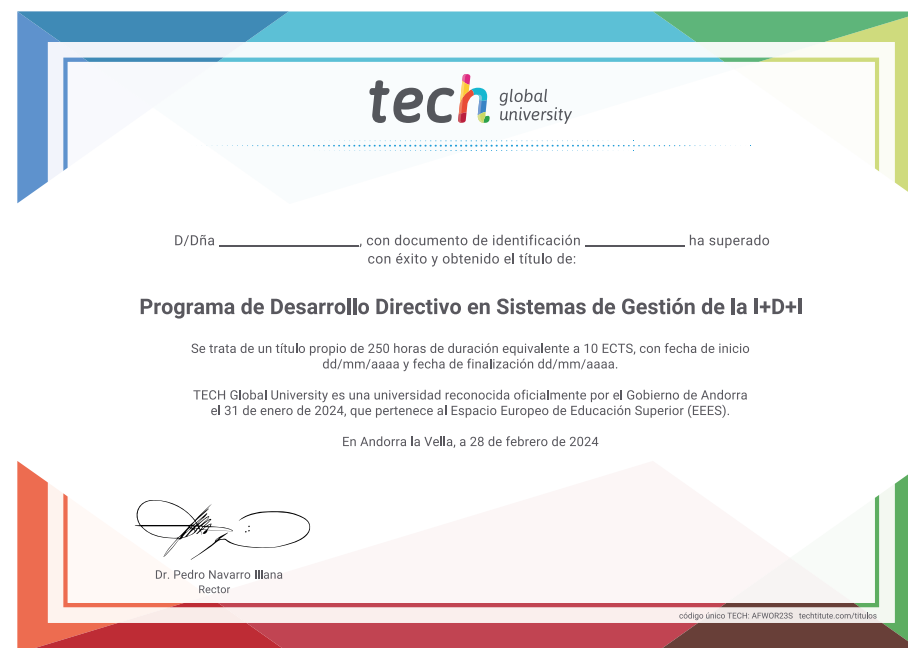 tech global
university
D/Dña ____________________, con documento de identificación ______________ ha superado
con éxito y obtenido el título de:
Programa de Desarrollo Directivo en Sistemas de Gestión de la I+D+I
Se trata de un título propio de 250 horas de duración equivalente a 10 ECTS, con fecha de inicio
dd/mm/aaaa y fecha de finalización dd/mm/aaaa.
TECH Global University es una universidad reconocida oficialmente por el Gobierno de Andorra
el 31 de enero de 2024, que pertenece al Espacio Europeo de Educación Superior (EEES).
En Andorra la Vella, a 28 de febrero de 2024
Dr. Pedro Navarro Illana
Rector
código único TECH: AFWOR23S techtitute.com/titulos